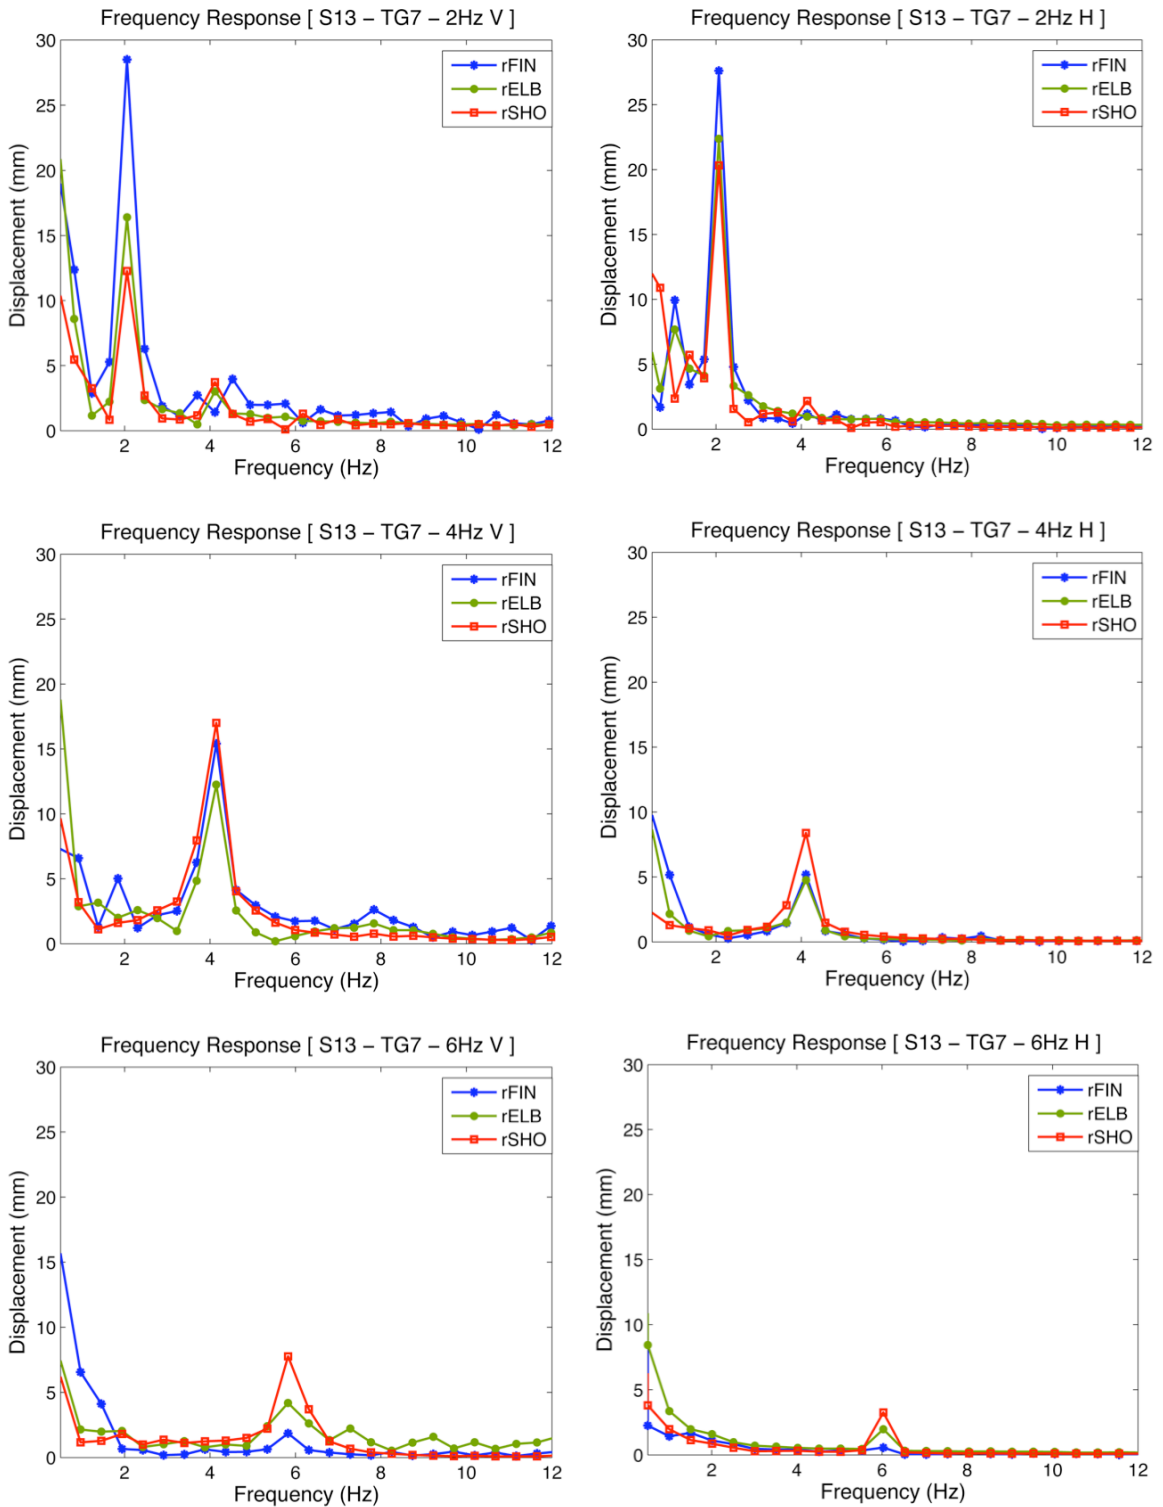 Frequency Response [ S13 – TG7 – 2Hz V ]
30
25
20
15
10
5
0
Displacement (mm)
rFIN
rELB
rSHO
2
4
6
8
10
12
Frequency (Hz)
Frequency Response [ S13 – TG7 – 2Hz H ]
30
25
20
15
10
5
0
Displacement (mm)
rFIN
rELB
rSHO
2
4
6
8
10
12
Frequency (Hz)
Frequency Response [ S13 – TG7 – 4Hz V ]
30
25
20
15
10
5
0
Displacement (mm)
rFIN
rELB
rSHO
2
4
6
8
10
12
Frequency (Hz)
Frequency Response [ S13 – TG7 – 4Hz H ]
30
25
20
15
10
5
0
Displacement (mm)
rFIN
rELB
rSHO
2
4
6
8
10
12
Frequency (Hz)
Frequency Response [ S13 – TG7 – 6Hz V ]
30
25
20
15
10
5
0
Displacement (mm)
rFIN
rELB
rSHO
2
4
6
8
10
12
Frequency (Hz)
Frequency Response [ S13 – TG7 – 6Hz H ]
30
25
20
15
10
5
0
Displacement (mm)
rFIN
rELB
rSHO
2
4
6
8
10
12
Frequency (Hz)